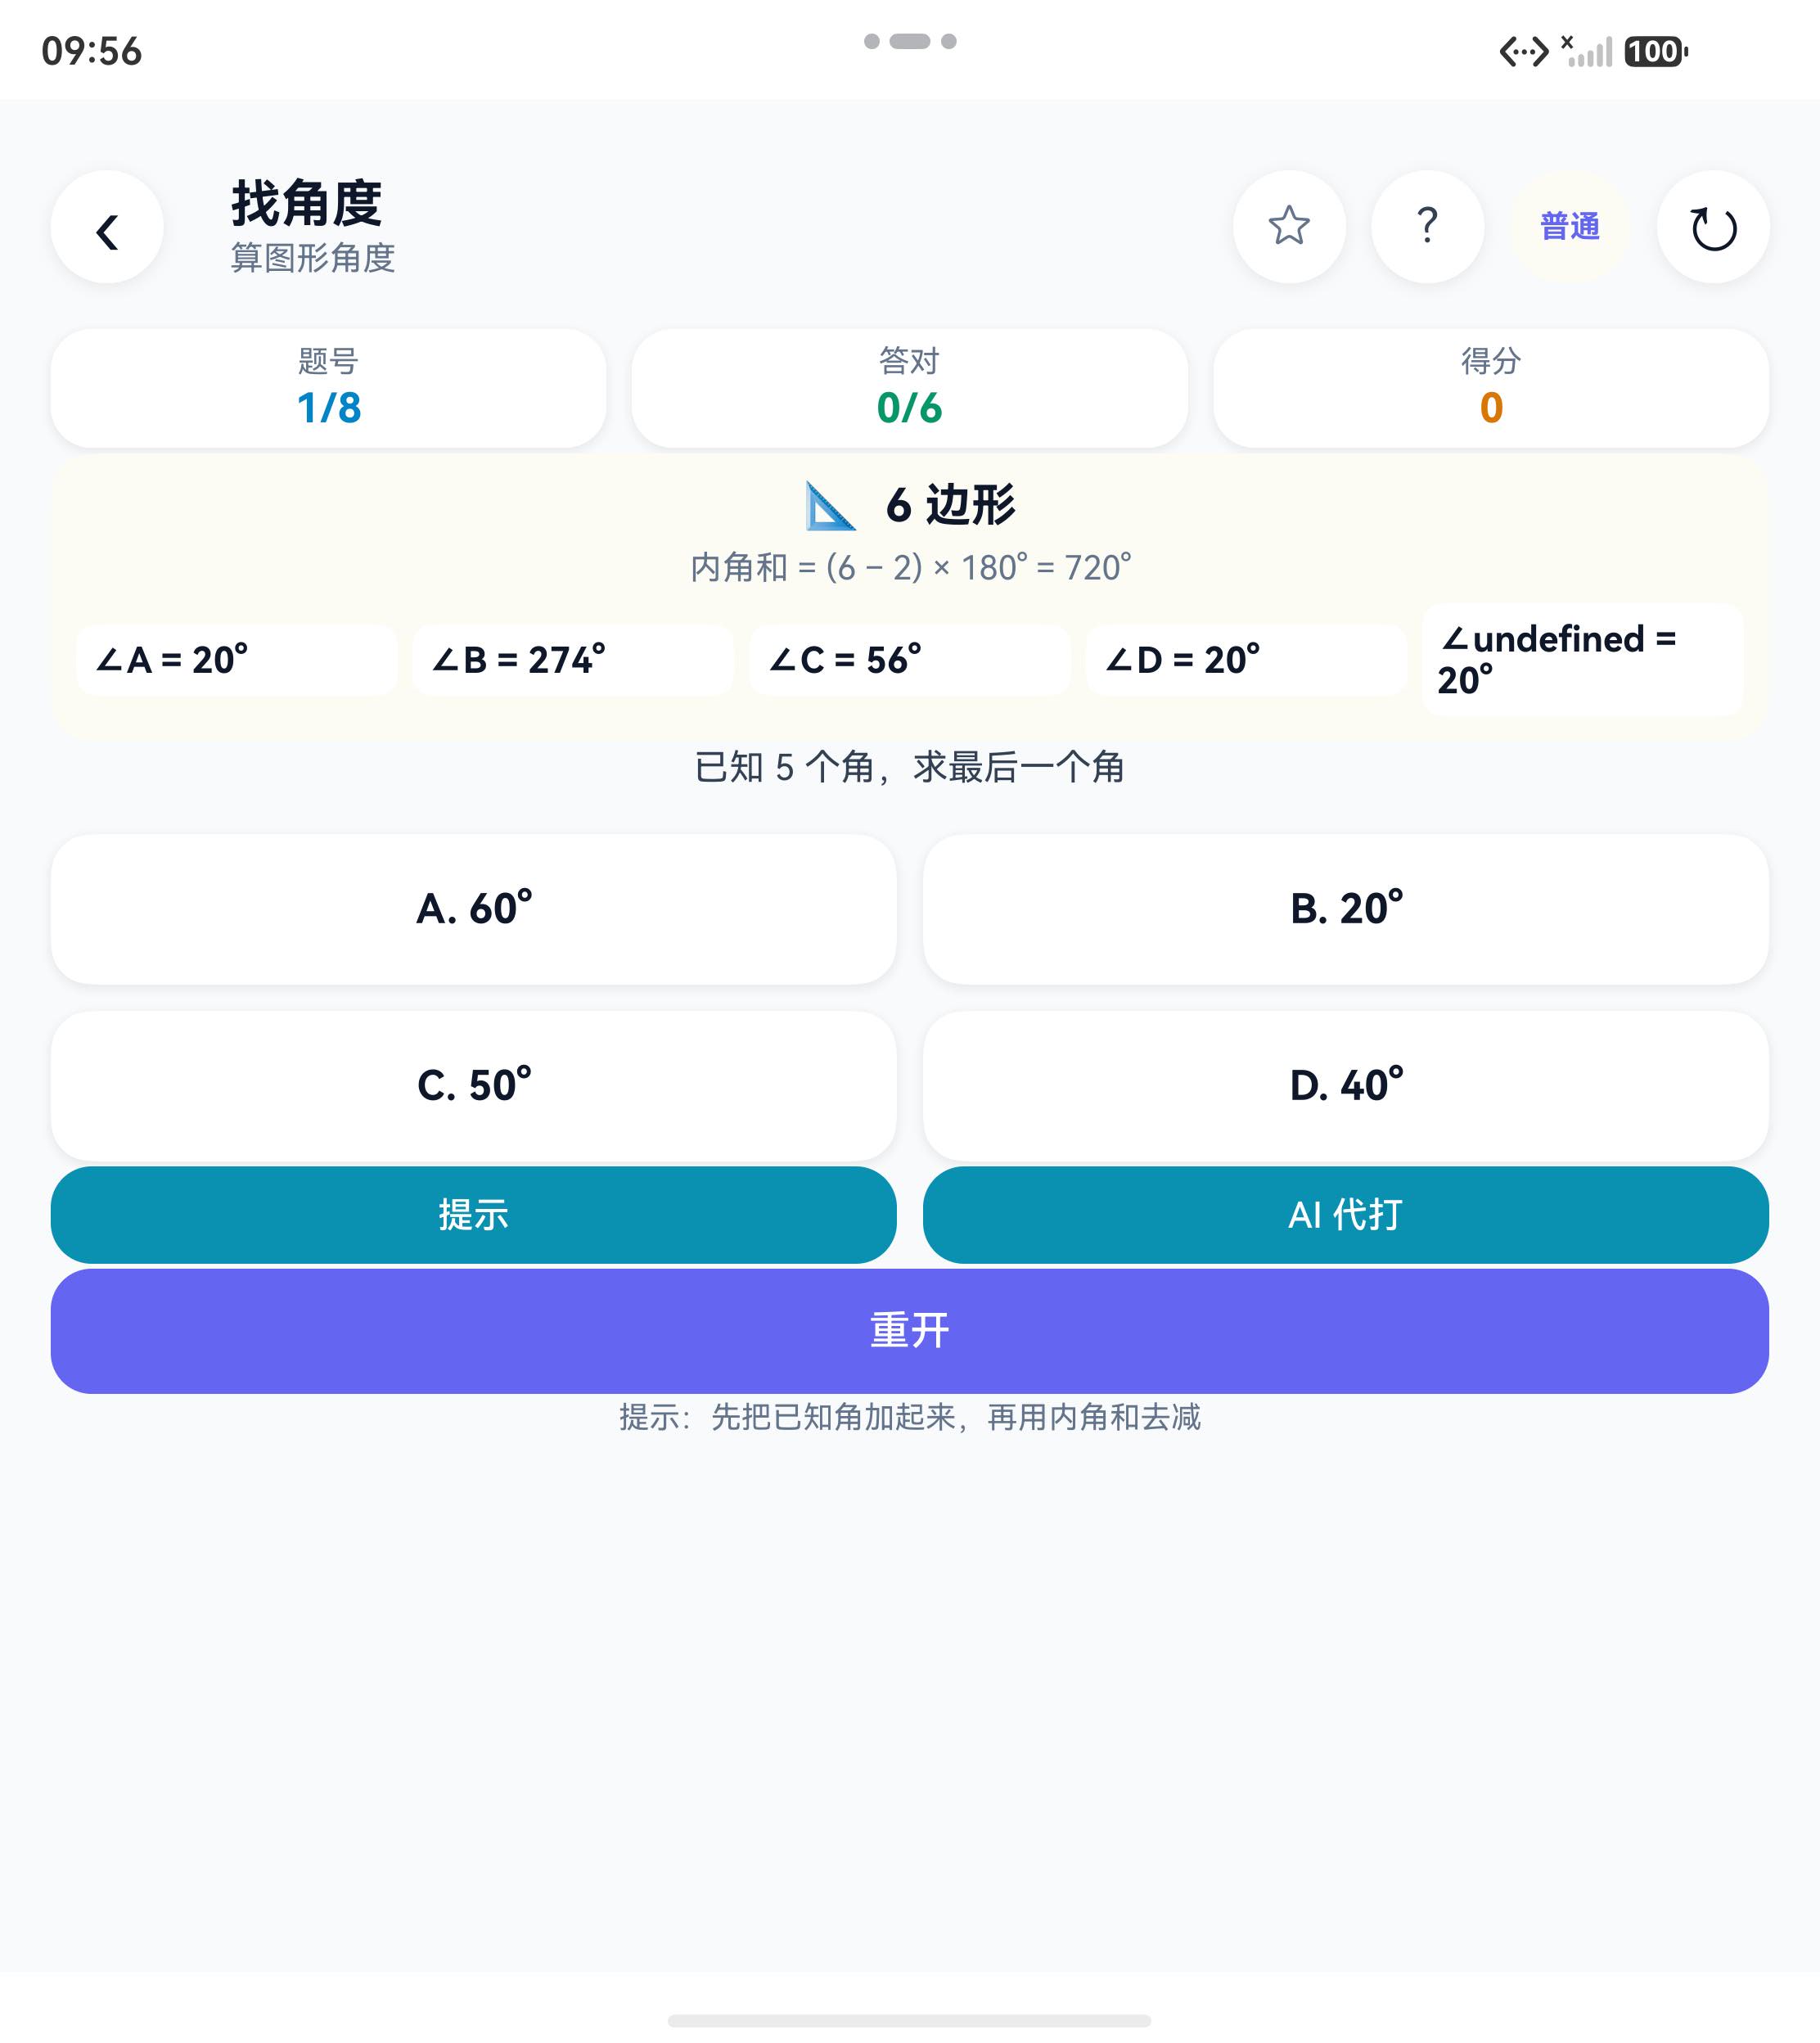 09:56
100
找角度
算图形角度
?
普通
题号
1/8
答对
0/6
得分
0
6 边形
内角和 = (6 − 2) × 180° = 720°
∠A = 20°
∠B = 274°
∠C = 56°
∠D = 20°
∠undefined =
20°
已知 5 个角，求最后一个角
A. 60°
B. 20°
C. 50°
D. 40°
提示
AI 代打
重开
提示：先把已知角加起来，再用内角和去减